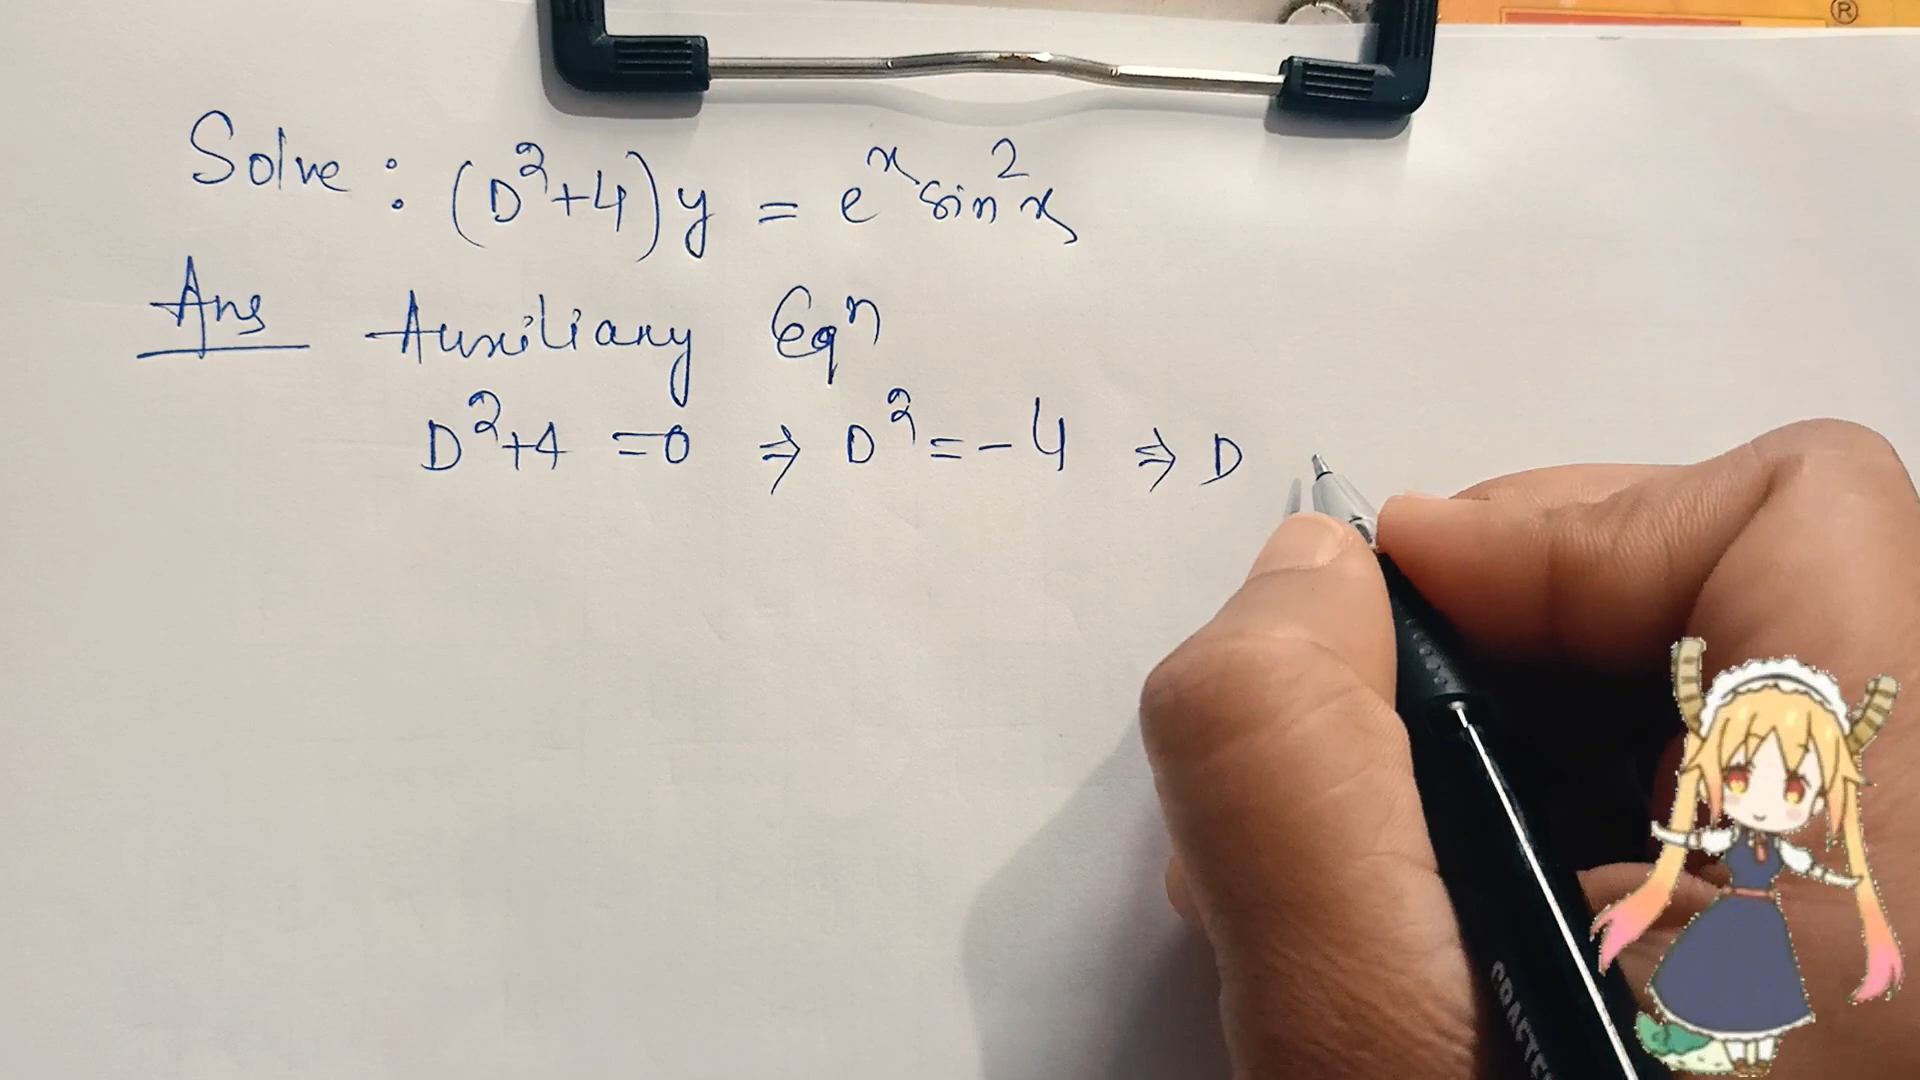 Solve : (D²+4)y = eˣ sin²x
Ans Auxiliary Eqⁿ
D²+4 =0 ⇒ D² = -4 ⇒ D
®